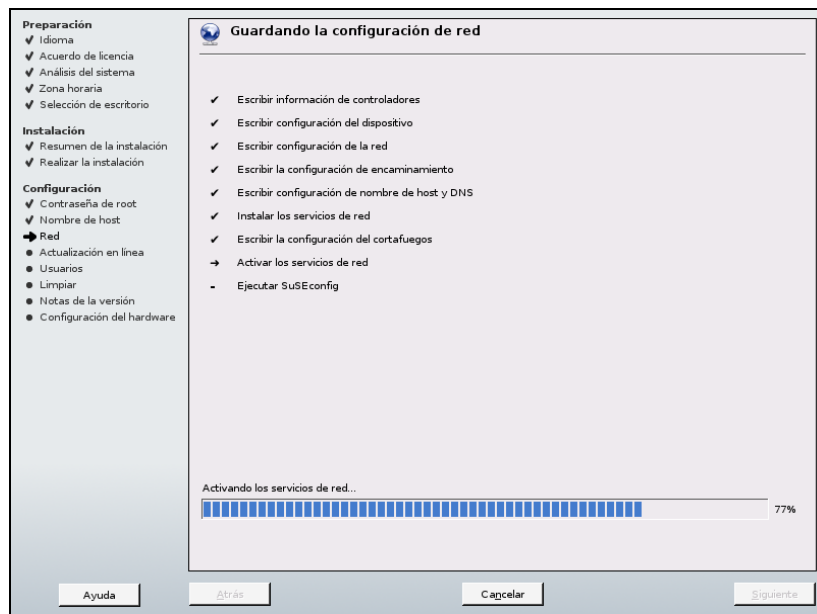 Preparación
Idioma
Acuerdo de licencia
Análisis del sistema
Zona horaria
Selección de escritorio
Instalación
Resumen de la instalación
Realizar la instalación
Configuración
Contraseña de root
Nombre de host
Red
Actualización en línea
Usuarios
Limpiar
Notas de la versión
Configuración del hardware
Guardando la configuración de red
Escribir información de controladores
Escribir configuración del dispositivo
Escribir configuración de la red
Escribir la configuración de encaminamiento
Escribir configuración de nombre de host y DNS
Instalar los servicios de red
Escribir la configuración del cortafuegos
Activar los servicios de red
Ejecutar SuSEconfig
Activando los servicios de red...
77%
Ayuda
Atrás
Cancelar
Siguiente